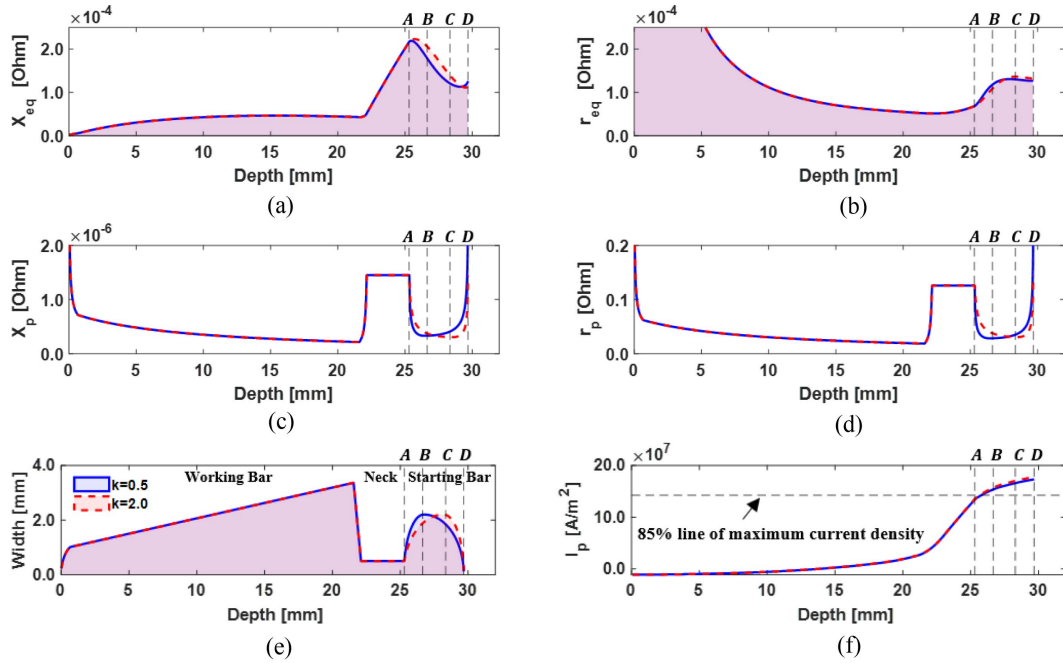 ×10⁻⁴ A B C D
X_eq [Ohm]
2.0
1.0
0.0
0 5 10 15 20 25 30
Depth [mm]
(a)
×10⁻⁴ A B C D
r_eq [Ohm]
2.0
1.0
0.0
0 5 10 15 20 25 30
Depth [mm]
(b)
×10⁻⁶ A B C D
X_p [Ohm]
2.0
1.0
0.0
0 5 10 15 20 25 30
Depth [mm]
(c)
A B C D
r_p [Ohm]
0.2
0.1
0.0
0 5 10 15 20 25 30
Depth [mm]
(d)
A B C D
Width [mm]
4.0
2.0
0.0
k=0.5
k=2.0
Working Bar Neck Starting Bar
0 5 10 15 20 25 30
Depth [mm]
(e)
×10⁷ A B C D
I_p [A/m²]
20.0
10.0
0.0
85% line of maximum current density
0 5 10 15 20 25 30
Depth [mm]
(f)